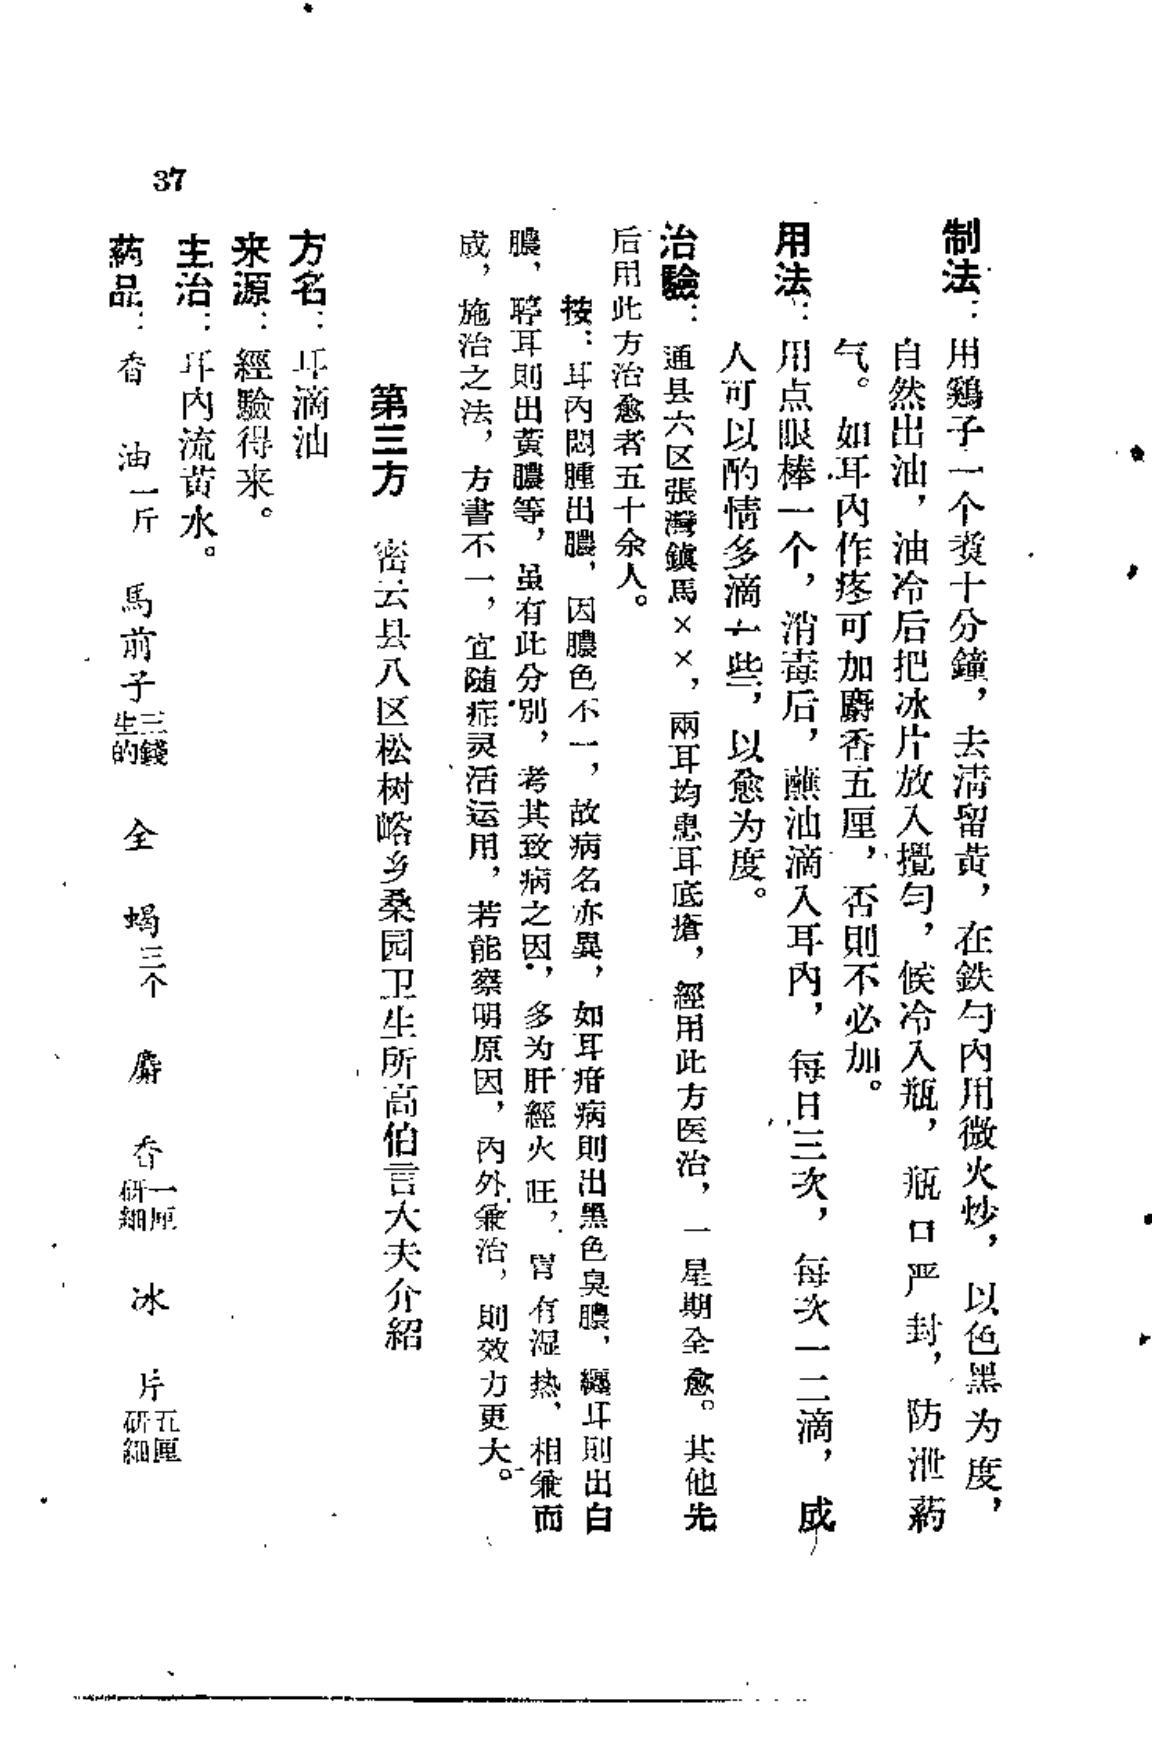 制法：用鷄子一个煑十分鐘，去清留黄，在鉄勺内用微火炒，以色黑为度，
自然出油，油冷后把冰片放入攪匀，候冷入瓶，瓶口严封，防泄葯
气。如耳内作疼可加麝香五厘，否則不必加。
用法：用点眼棒一个，消毒后，蘸油滴入耳内，每日三次，每次一二滴，成
人可以酌情多滴一些，以愈为度。
治驗：通县六区張灣鎮馬××，兩耳均患耳底瘡，經用此方医治，一星期全愈。其他先
后用此方治愈者五十余人。
按：耳内悶腫出膿，因膿色不一，故病名亦異，如耳疳病則出黑色臭膿，纏耳則出白
膿，聤耳則出黄膿等，虽有此分别，考其致病之因，多为肝經火旺，胃有湿热，相兼而
成，施治之法，方書不一，宜随症灵活运用，若能察明原因，内外兼治，則效力更大。
第三方　密云县八区松树峪乡桑园卫生所高伯言大夫介紹
方名：耳滴油
来源：經驗得来。
主治：耳内流黄水。
葯品：香油一斤　馬前子三錢生的　全蝎三个　麝香一厘研細　冰片五厘研細
37